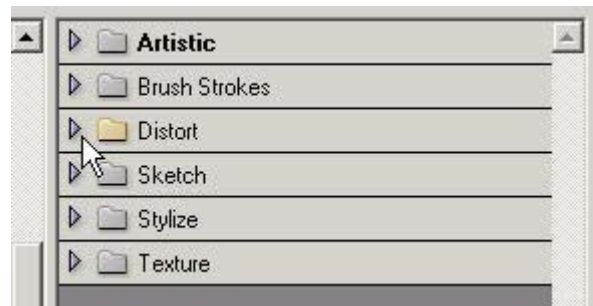 Artistic
Brush Strokes
Distort
Sketch
Stylize
Texture